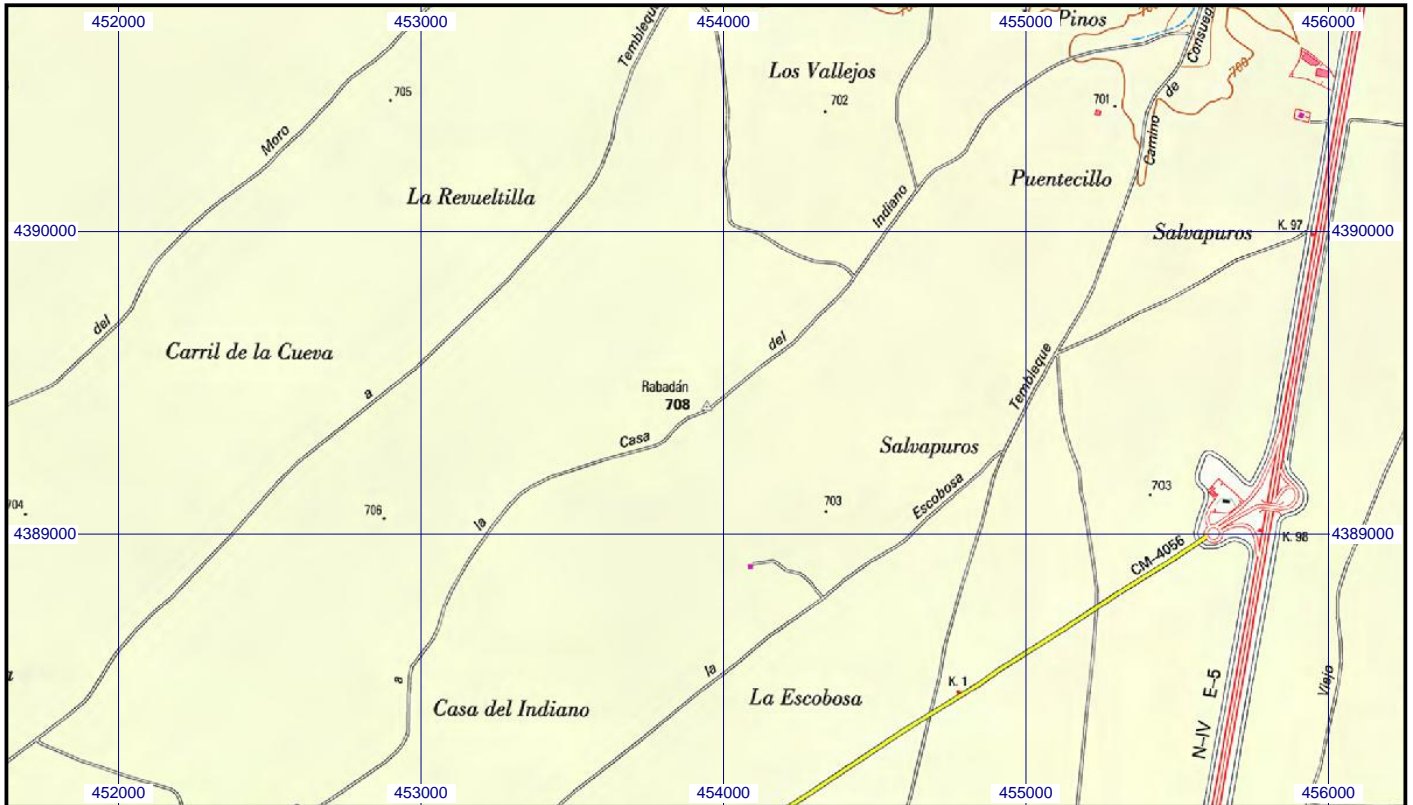 452000
453000
454000
455000
456000
Pinos
Tembleque
Consuegra
Los Vallejos
700
705
702
701
de
Moro
Camino
La Revueltilla
Indiano
Puentecillo
4390000
Salvapuros
K. 97
4390000
del
Carril de la Cueva
del
Tembleque
a
Rabadán
708
Casa
Salvapuros
Escobosa
703
704
706
la
703
4389000
K. 98
4389000
CM-4056
la
a
K. 1
Viejo
Casa del Indiano
La Escobosa
N-IV E-5
452000
453000
454000
455000
456000